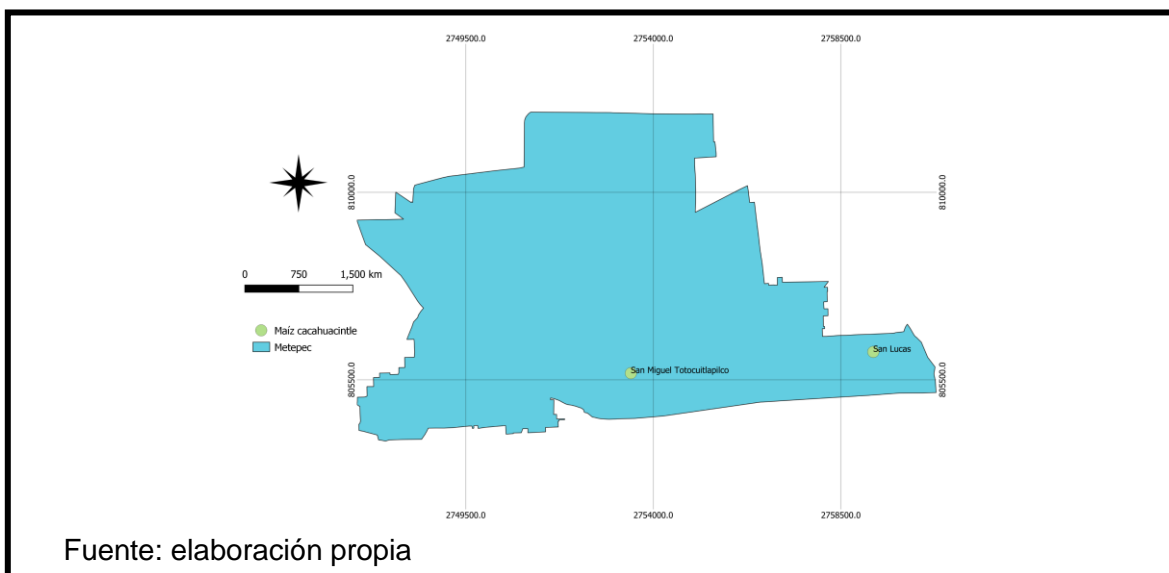 2749500.0 2754000.0 2758500.0
810000.0 810000.0
0 750 1,500 km
Maíz cacahuacintle
Metepec
San Lucas
San Miguel Totocuitlapilco
805500.0 805500.0
2749500.0 2754000.0 2758500.0
Fuente: elaboración propia